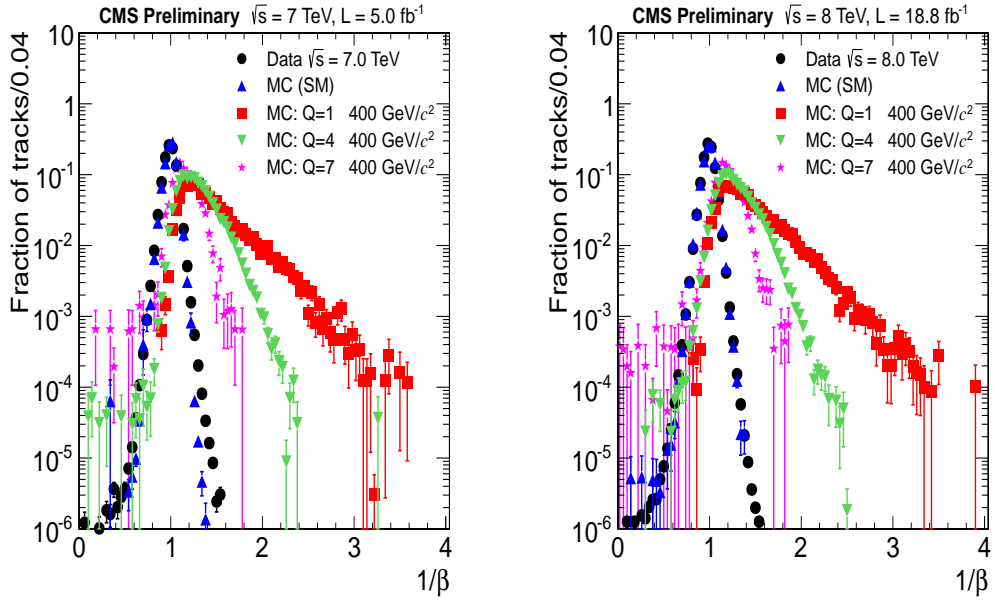 CMS Preliminary √s = 7 TeV, L = 5.0 fb⁻¹
Fraction of tracks/0.04
10
1
10⁻¹
10⁻²
10⁻³
10⁻⁴
10⁻⁵
10⁻⁶
Data √s = 7.0 TeV
MC (SM)
MC: Q=1 400 GeV/c²
MC: Q=4 400 GeV/c²
MC: Q=7 400 GeV/c²
0 1 2 3 4
1/β
CMS Preliminary √s = 8 TeV, L = 18.8 fb⁻¹
Fraction of tracks/0.04
10
1
10⁻¹
10⁻²
10⁻³
10⁻⁴
10⁻⁵
10⁻⁶
Data √s = 8.0 TeV
MC (SM)
MC: Q=1 400 GeV/c²
MC: Q=4 400 GeV/c²
MC: Q=7 400 GeV/c²
0 1 2 3 4
1/β